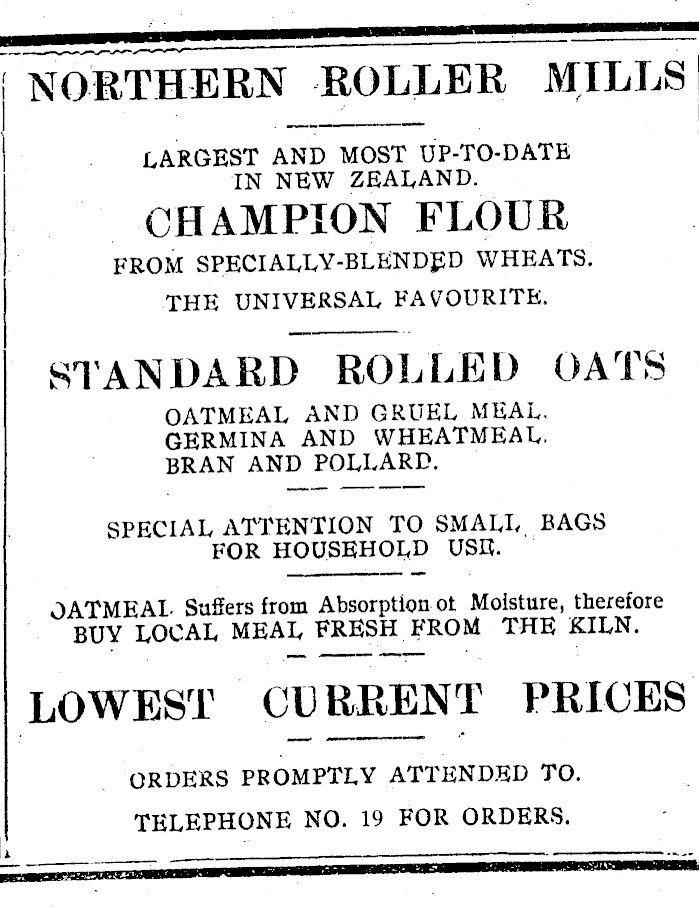 NORTHERN ROLLER MILLS
LARGEST AND MOST UP-TO-DATE
IN NEW ZEALAND.
CHAMPION FLOUR
FROM SPECIALLY-BLENDED WHEATS.
THE UNIVERSAL FAVOURITE.
STANDARD ROLLED OATS
OATMEAL AND GRUEL MEAL.
GERMINA AND WHEATMEAL.
BRAN AND POLLARD.
SPECIAL ATTENTION TO SMALL BAGS
FOR HOUSEHOLD USE.
OATMEAL Suffers from Absorption of Moisture, therefore
BUY LOCAL MEAL FRESH FROM THE KILN.
LOWEST CURRENT PRICES
ORDERS PROMPTLY ATTENDED TO.
TELEPHONE NO. 19 FOR ORDERS.